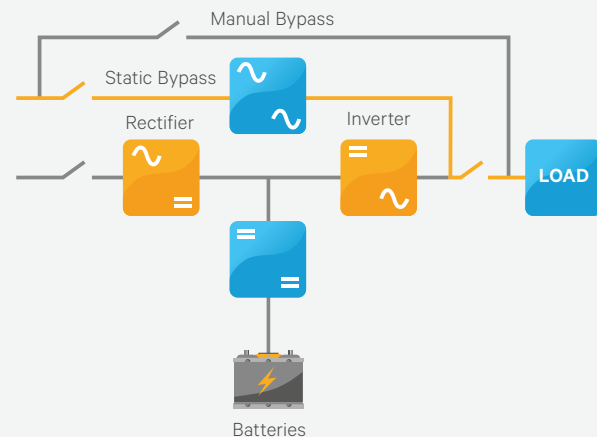 Manual Bypass
Static Bypass
Rectifier
Inverter
LOAD
Batteries